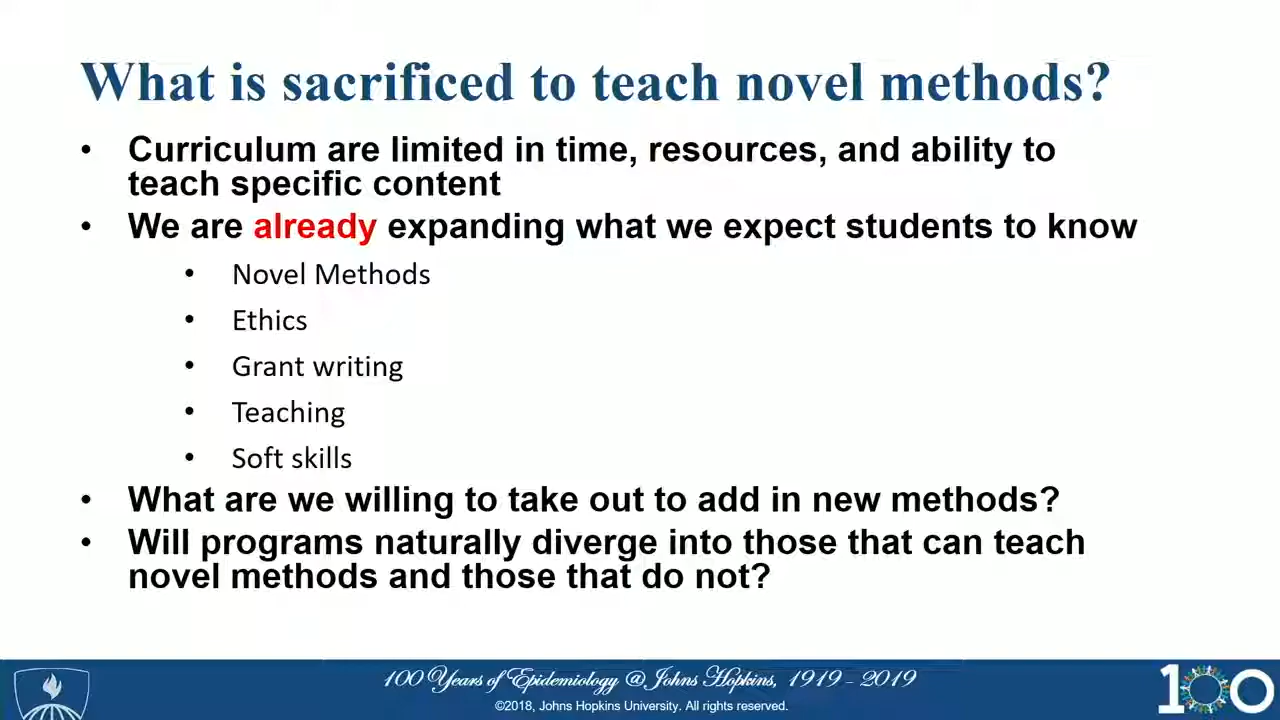 What is sacrificed to teach novel methods?
• Curriculum are limited in time, resources, and ability to
teach specific content
• We are already expanding what we expect students to know
• Novel Methods
• Ethics
• Grant writing
• Teaching
• Soft skills
• What are we willing to take out to add in new methods?
• Will programs naturally diverge into those that can teach
novel methods and those that do not?
100 Years of Epidemiology @ Johns Hopkins, 1919 - 2019
©2018, Johns Hopkins University. All rights reserved.
100